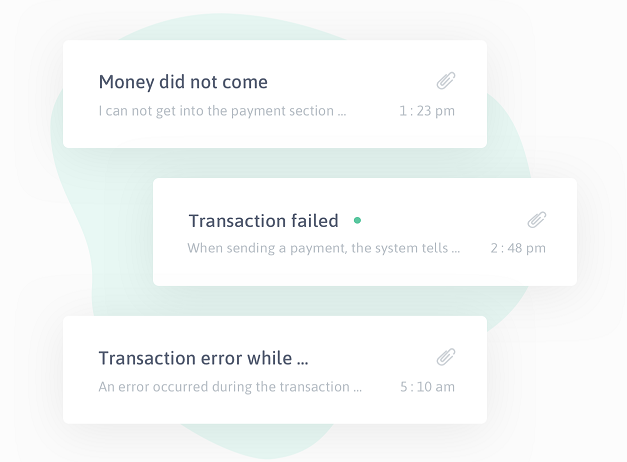 Money did not come
I can not get into the payment section ... 1 : 23 pm
Transaction failed
When sending a payment, the system tells ... 2 : 48 pm
Transaction error while ...
An error occurred during the transaction ... 5 : 10 am